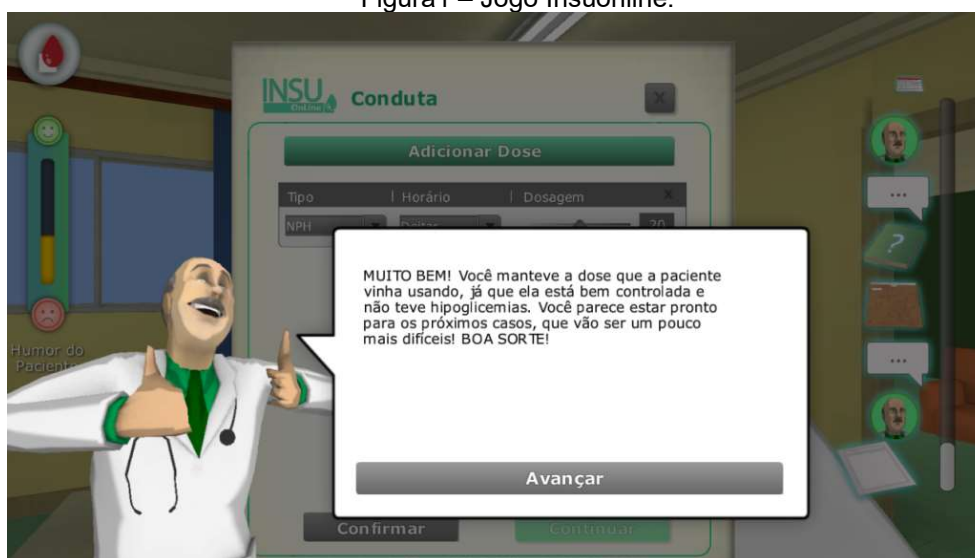 Figura1 – Jogo Insuonline.
INSU
OnLine
Conduta
X
Adicionar Dose
Tipo | Horário | Dosagem X
NPH Deitar 20
MUITO BEM! Você manteve a dose que a paciente
vinha usando, já que ela está bem controlada e
não teve hipoglicemias. Você parece estar pronto
para os próximos casos, que vão ser um pouco
mais difíceis! BOA SORTE!
Avançar
Humor do
Paciente
...
?
...
Confirmar
Continuar